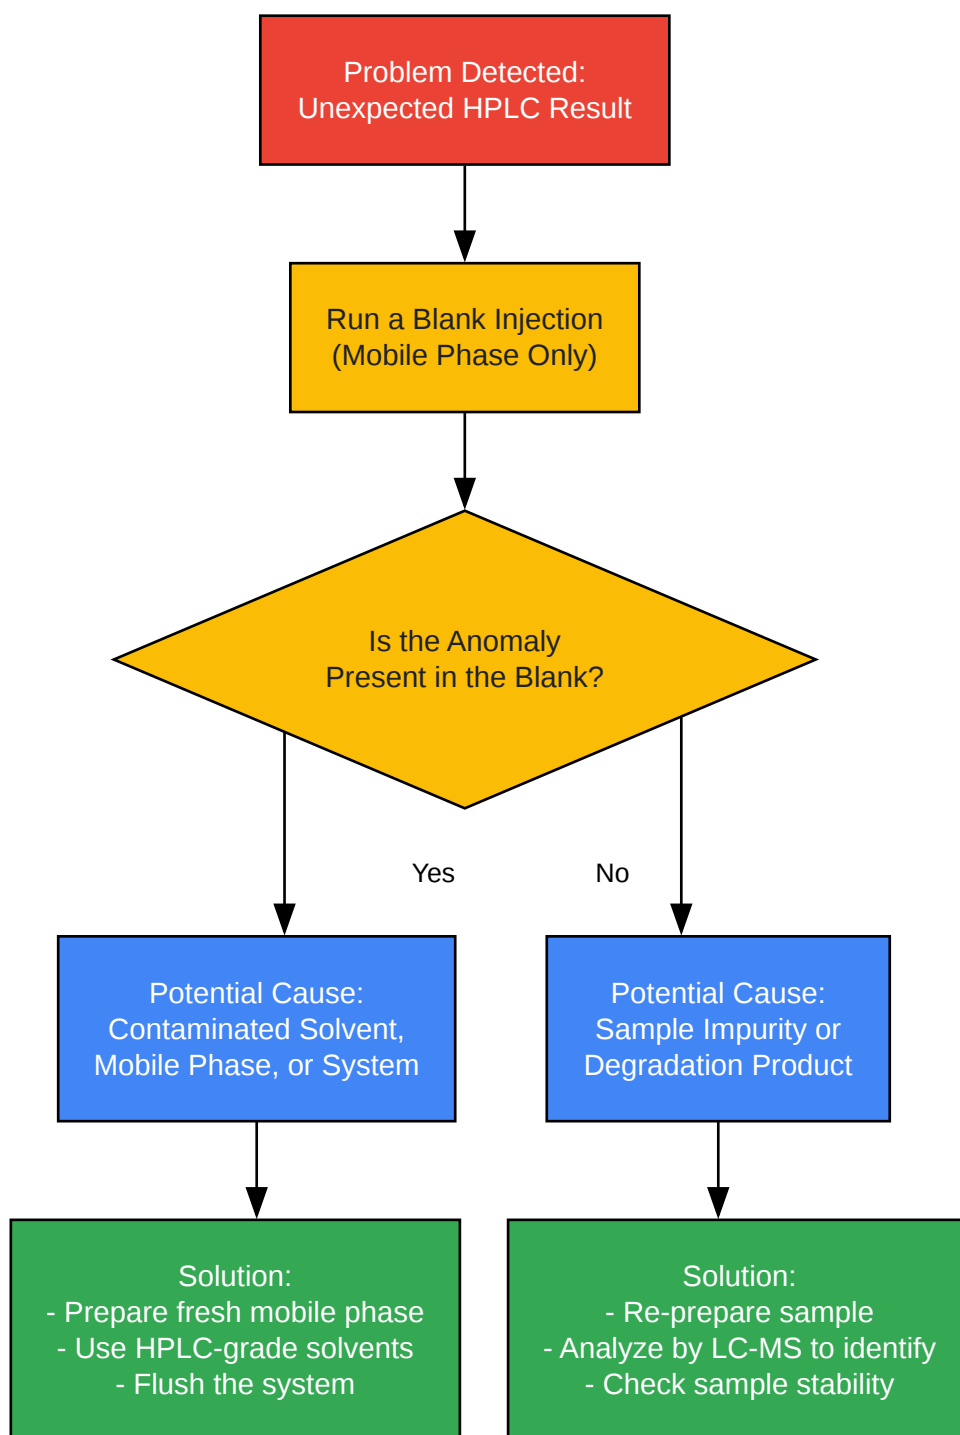 Problem Detected:
Unexpected HPLC Result
Run a Blank Injection
(Mobile Phase Only)
Is the Anomaly
Present in the Blank?
Yes
No
Potential Cause:
Contaminated Solvent,
Mobile Phase, or System
Potential Cause:
Sample Impurity or
Degradation Product
Solution:
- Prepare fresh mobile phase
- Use HPLC-grade solvents
- Flush the system
Solution:
- Re-prepare sample
- Analyze by LC-MS to identify
- Check sample stability